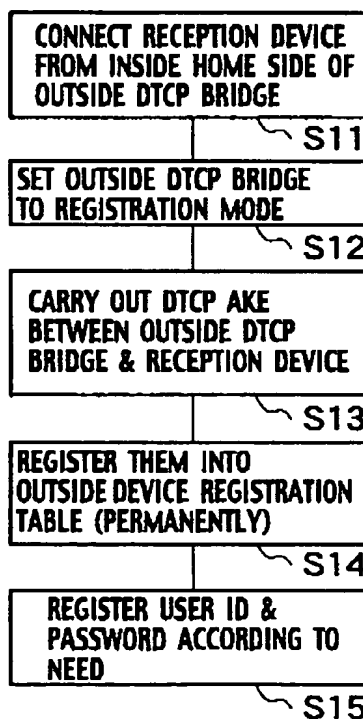 CONNECT RECEPTION DEVICE
FROM INSIDE HOME SIDE OF
OUTSIDE DTCP BRIDGE
S11
SET OUTSIDE DTCP BRIDGE
TO REGISTRATION MODE
S12
CARRY OUT DTCP AKE
BETWEEN OUTSIDE DTCP
BRIDGE & RECEPTION DEVICE
S13
REGISTER THEM INTO
OUTSIDE DEVICE REGISTRATION
TABLE (PERMANENTLY)
S14
REGISTER USER ID &
PASSWORD ACCORDING TO
NEED
S15